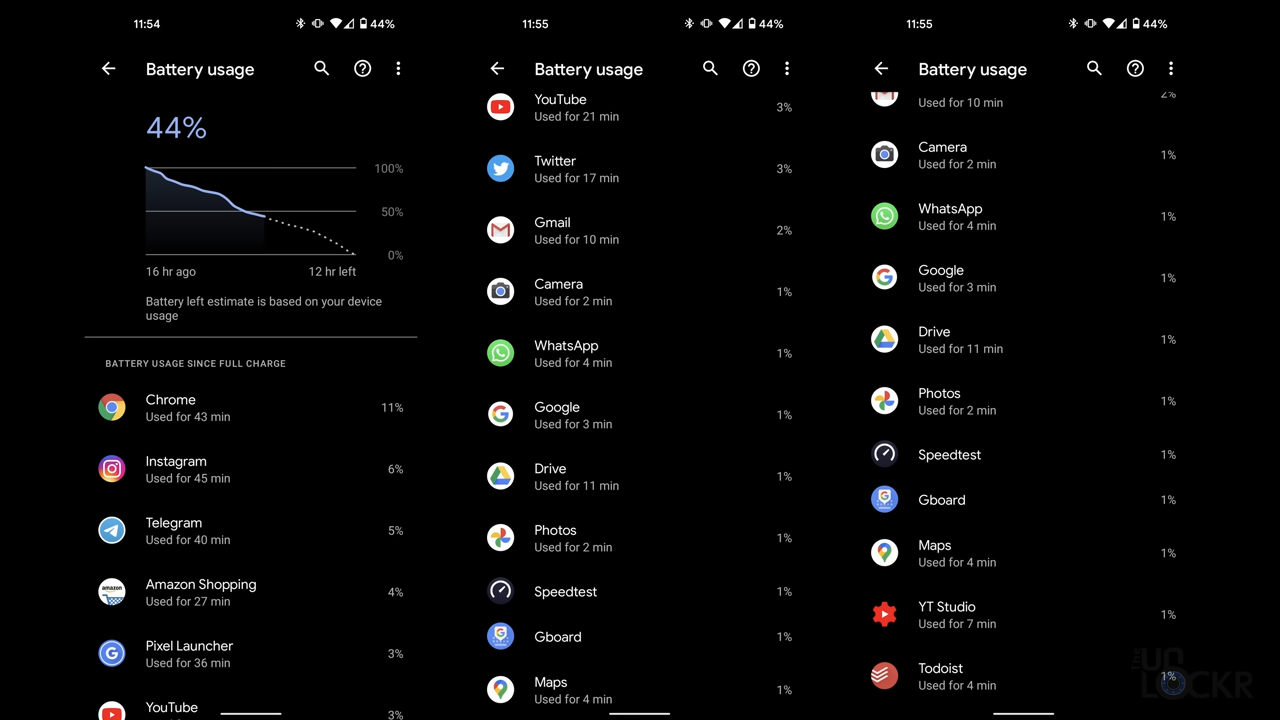 11:54
44%
Battery usage
44%
100%
50%
0%
16 hr ago
12 hr left
Battery left estimate is based on your device
usage
BATTERY USAGE SINCE FULL CHARGE
Chrome
Used for 43 min
11%
Instagram
Used for 45 min
6%
Telegram
Used for 40 min
5%
amazon
Amazon Shopping
Used for 27 min
4%
Pixel Launcher
Used for 36 min
3%
YouTube
3%
11:55
44%
Battery usage
YouTube
Used for 21 min
3%
Twitter
Used for 17 min
3%
Gmail
Used for 10 min
2%
Camera
Used for 2 min
1%
WhatsApp
Used for 4 min
1%
Google
Used for 3 min
1%
Drive
Used for 11 min
1%
Photos
Used for 2 min
1%
Speedtest
1%
Gboard
1%
Maps
Used for 4 min
1%
11:55
44%
Battery usage
Used for 10 min
2%
Camera
Used for 2 min
1%
WhatsApp
Used for 4 min
1%
Google
Used for 3 min
1%
Drive
Used for 11 min
1%
Photos
Used for 2 min
1%
Speedtest
1%
Gboard
1%
Maps
Used for 4 min
1%
YT Studio
Used for 7 min
1%
Todoist
Used for 4 min
1%
The
UN
LOCKR